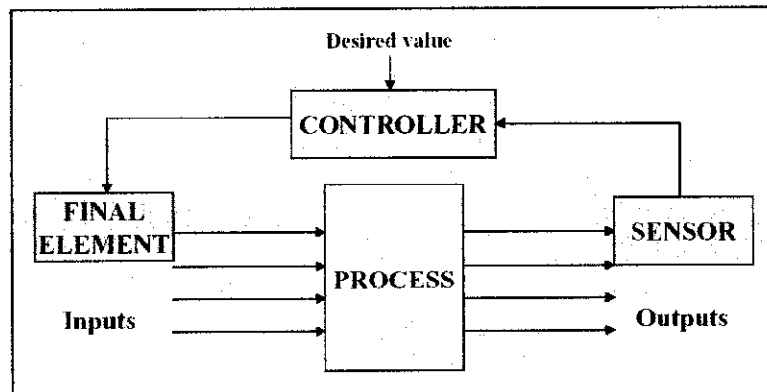 Desired value
CONTROLLER
FINAL
ELEMENT
SENSOR
PROCESS
Inputs
Outputs